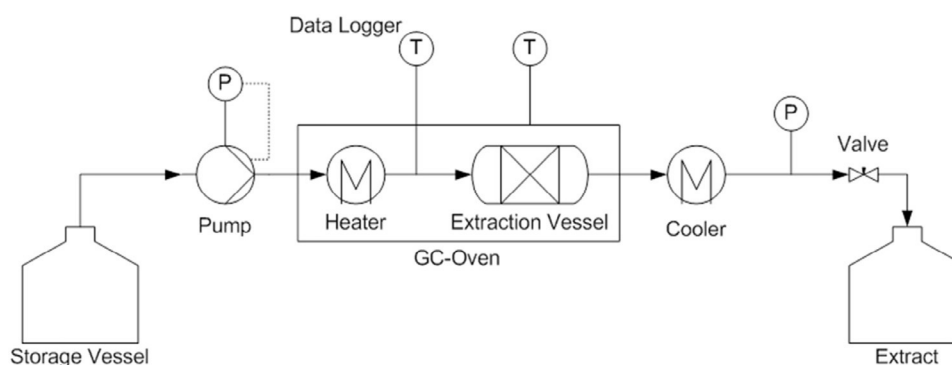 Data Logger
T
T
P
P
Valve
Pump
Heater
Extraction Vessel
Cooler
GC-Oven
Storage Vessel
Extract